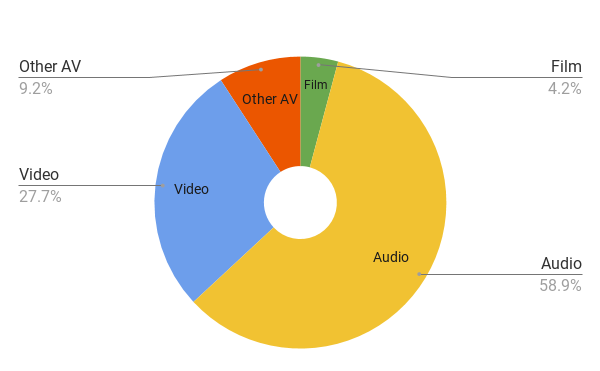 Other AV
9.2%
Film
4.2%
Other AV
Film
Video
27.7%
Video
Audio
Audio
58.9%